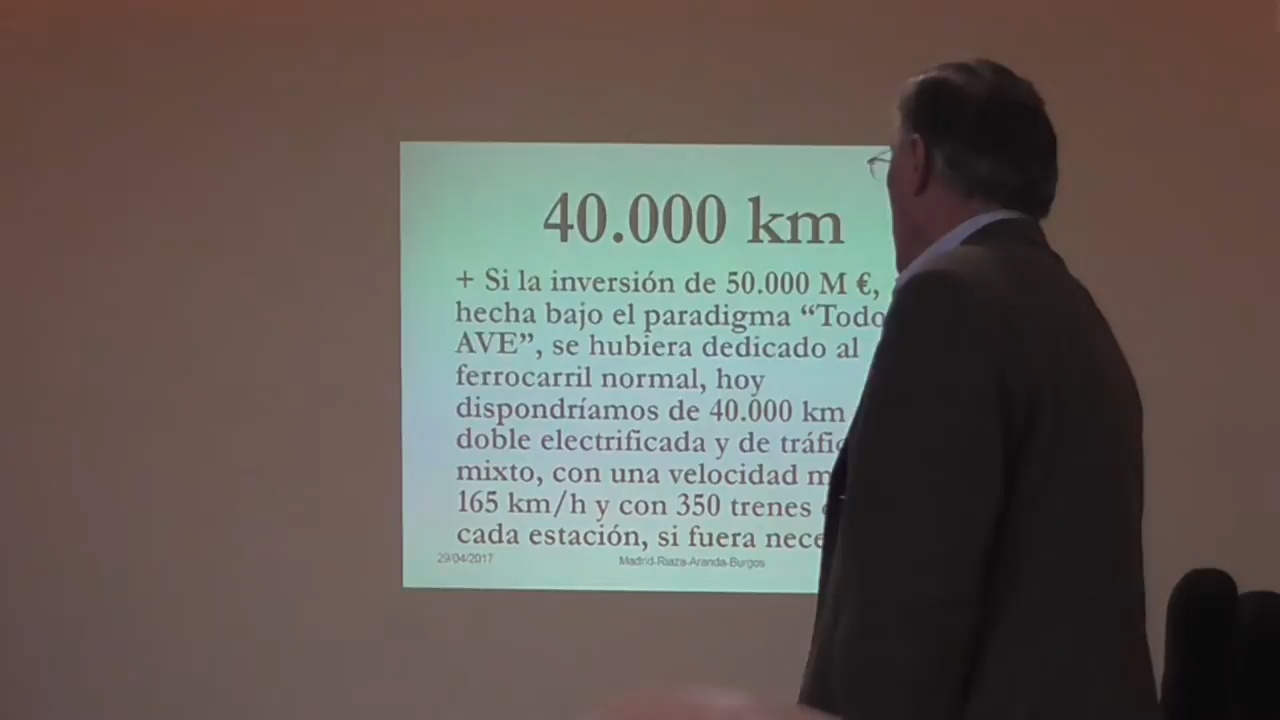 40.000 km
+ Si la inversión de 50.000 M €,
hecha bajo el paradigma “Todo
AVE”, se hubiera dedicado al
ferrocarril normal, hoy
dispondríamos de 40.000 km
doble electrificada y de
mixto, con una velocidad
165 km/h y con 350 trenes
cada estación, si fuera
29/04/2017
Madrid-Riaza-Aranda-Burgos